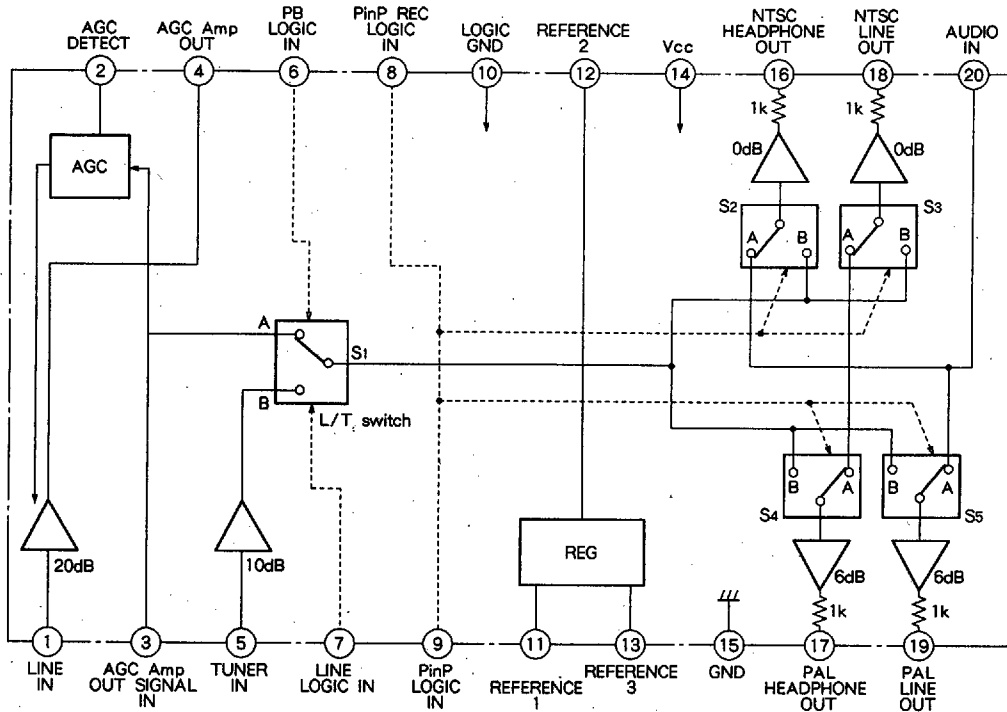 AGC
DETECT
AGC Amp
OUT
PB
LOGIC
IN
PinP REC
LOGIC
IN
LOGIC
GND
REFERENCE
2
Vcc
NTSC
HEADPHONE
OUT
NTSC
LINE
OUT
AUDIO
IN
2
4
6
8
10
12
14
16
18
20
1k
1k
AGC
0dB
0dB
S2
S3
A
B
A
B
A
S1
B
L/T switch
B
A
B
A
S4
S5
20dB
10dB
REG
6dB
6dB
1k
1k
1
3
5
7
9
11
13
15
17
19
LINE
IN
AGC Amp
OUT SIGNAL
IN
TUNER
IN
LINE
LOGIC IN
PinP
LOGIC
IN
REFERENCE
1
REFERENCE
3
GND
PAL
HEADPHONE
OUT
PAL
LINE
OUT